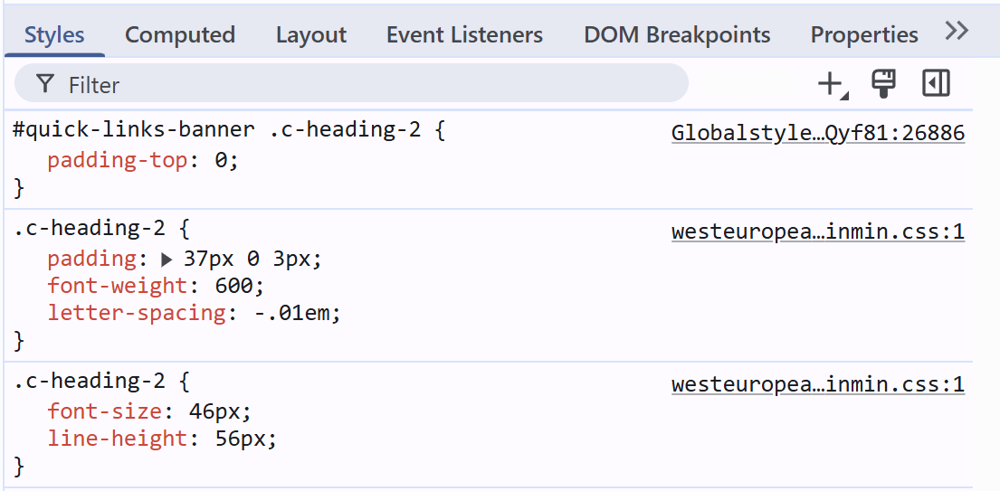 Styles Computed Layout Event Listeners DOM Breakpoints Properties
Filter
#quick-links-banner .c-heading-2 { Globalstyle…Qyf81:26886
padding-top: 0;
}
.c-heading-2 { westeuropea…inmin.css:1
padding: 37px 0 3px;
font-weight: 600;
letter-spacing: -.01em;
}
.c-heading-2 { westeuropea…inmin.css:1
font-size: 46px;
line-height: 56px;
}